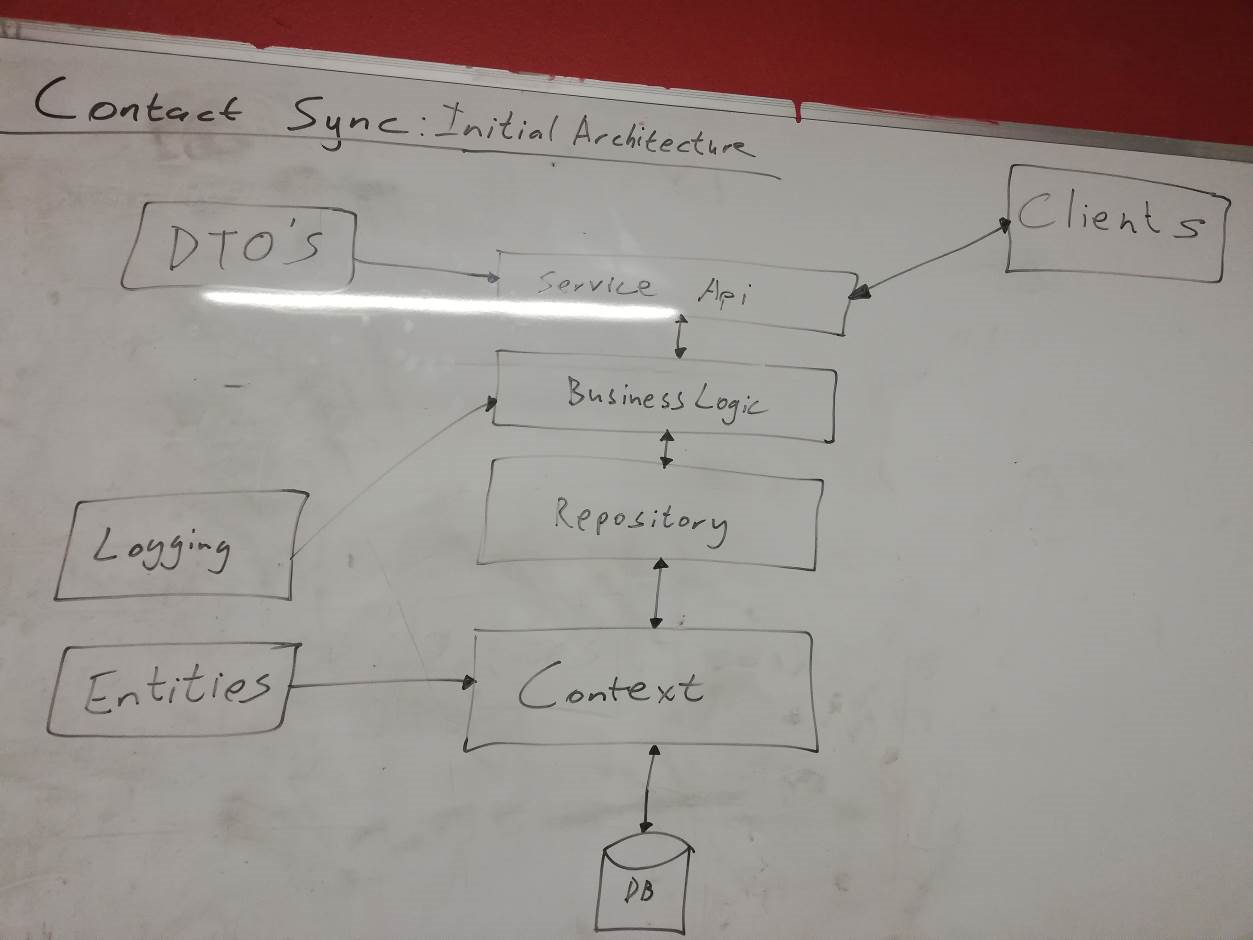 Contact Sync: Initial Architecture
DTO's
Clients
Service Api
Business Logic
Repository
Logging
Entities
Context
DB